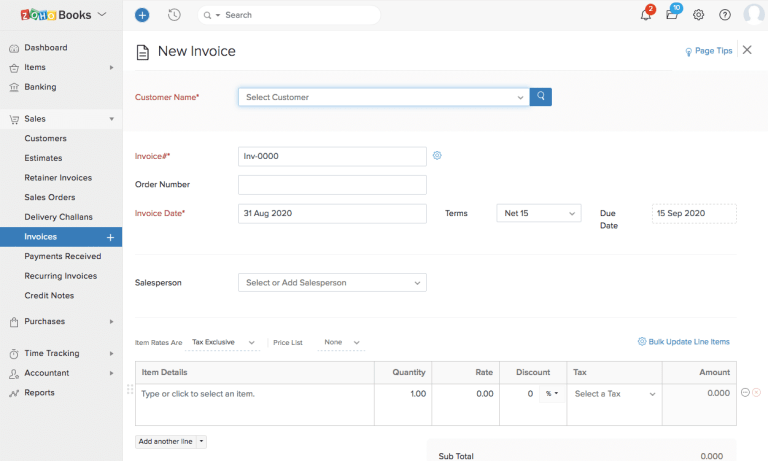 ZOHO Books
Search
2
10
Dashboard
Items
Banking
Sales
Customers
Estimates
Retainer Invoices
Sales Orders
Delivery Challans
Invoices +
Payments Received
Recurring Invoices
Credit Notes
Purchases
Time Tracking
Accountant
Reports
New Invoice
Page Tips
Customer Name* Select Customer
Invoice#* Inv-0000
Order Number
Invoice Date* 31 Aug 2020 Terms Net 15 Due Date 15 Sep 2020
Salesperson Select or Add Salesperson
Item Rates Are Tax Exclusive Price List None Bulk Update Line Items
Item Details Quantity Rate Discount Tax Amount
Type or click to select an item. 1.00 0.00 0 % Select a Tax 0.000
Add another line
Sub Total 0.000